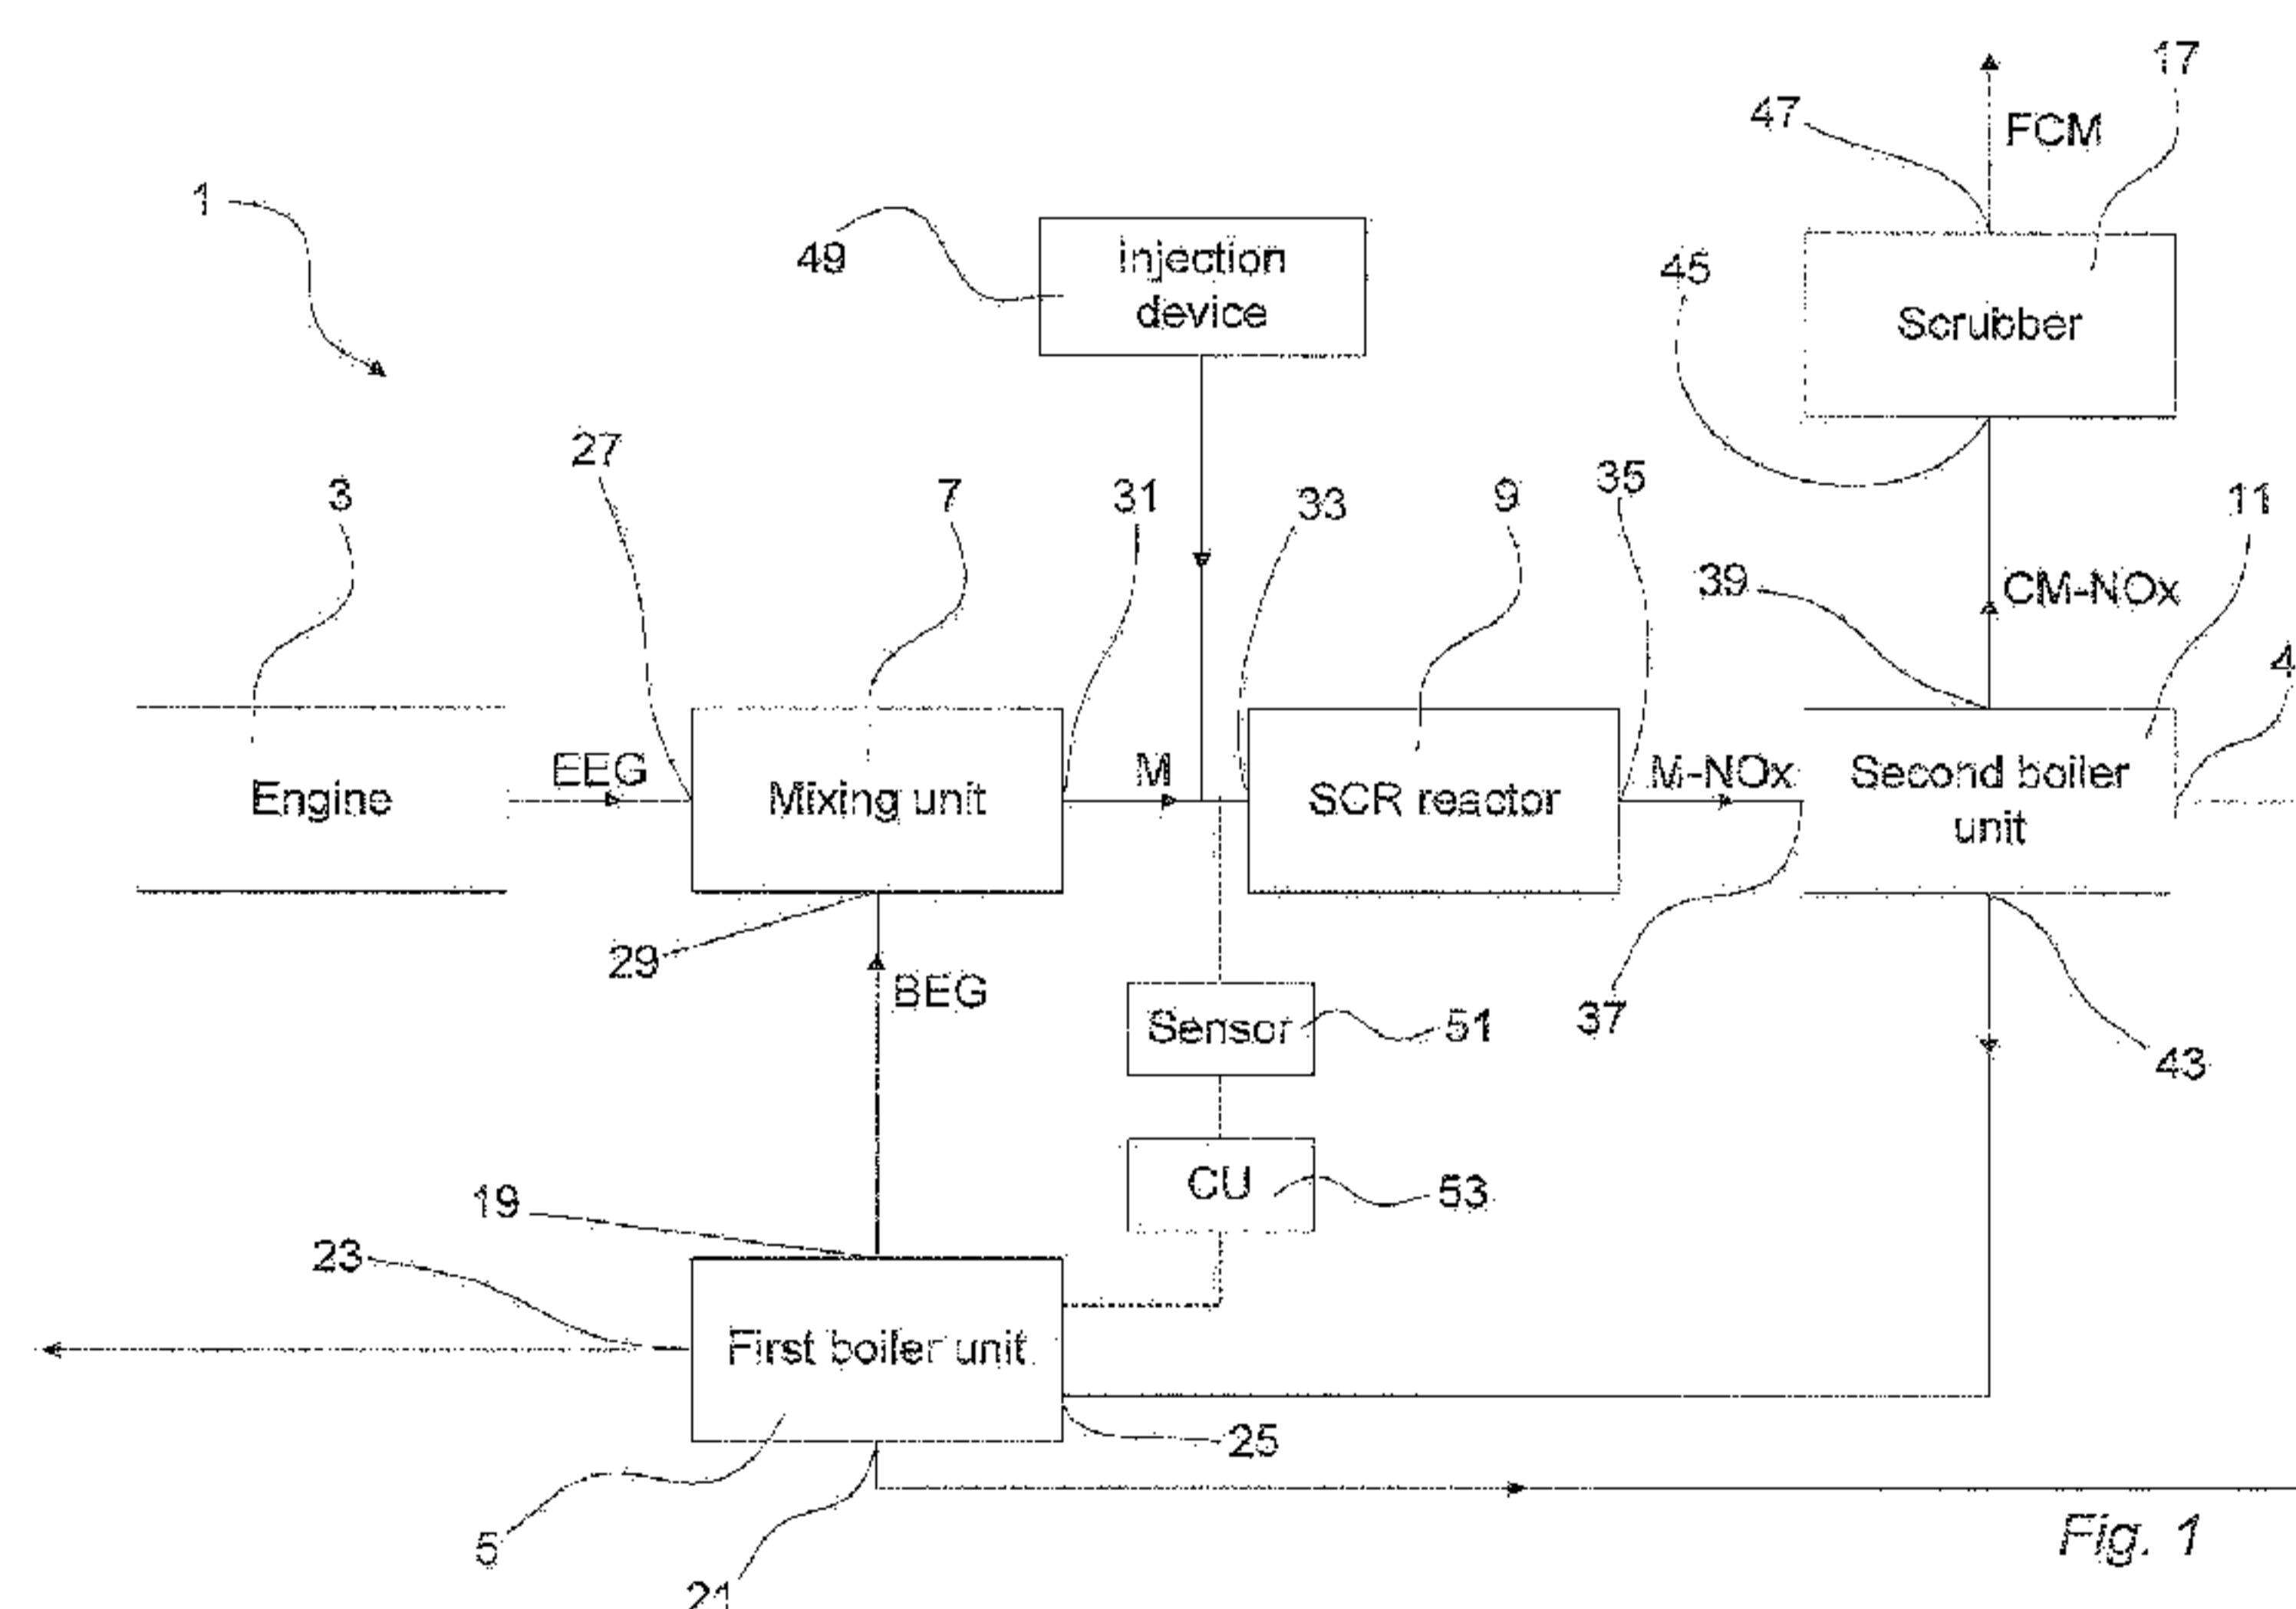 17
47
FCM
1
49
Injection
device
45
Scrubber
27
3
7
31
33
9
35
11
39
CM-NOx
4
EEG
M
M-NOx
Engine
Mixing unit
SCR reactor
Second boiler
unit
29
BEG
Sensor
51
37
43
19
CU
53
23
First boiler unit
25
5
21
Fig. 1